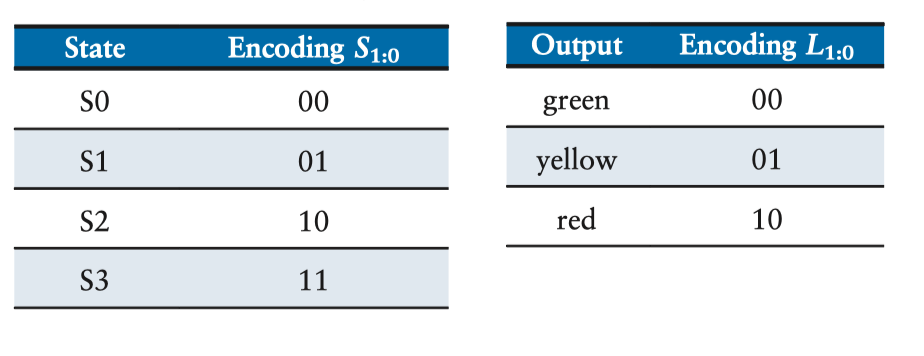 State Encoding S1:0
S0 00
S1 01
S2 10
S3 11
Output Encoding L1:0
green 00
yellow 01
red 10